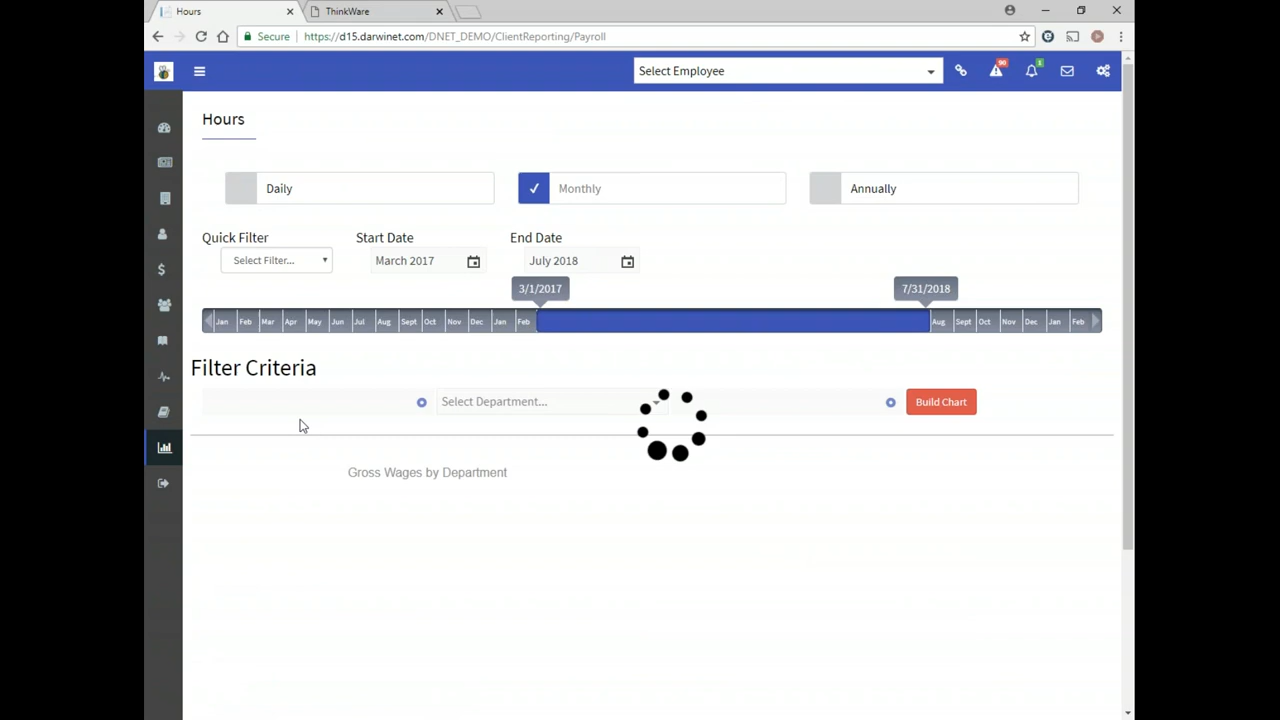 Hours
ThinkWare
Secure
https://d15.darwinet.com/DNET_DEMO/ClientReporting/Payroll
Select Employee
90
1
Hours
Daily
Monthly
Annually
Quick Filter
Start Date
End Date
Select Filter...
March 2017
July 2018
3/1/2017
7/31/2018
Jan Feb Mar Apr May Jun Jul Aug Sept Oct Nov Dec Jan Feb Aug Sept Oct Nov Dec Jan Feb
Filter Criteria
Select Department...
Build Chart
Gross Wages by Department